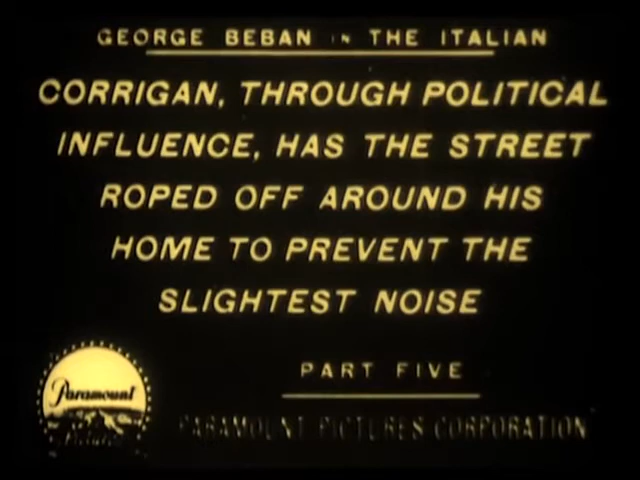 GEORGE BEBAN IN THE ITALIAN
CORRIGAN, THROUGH POLITICAL
INFLUENCE, HAS THE STREET
ROPED OFF AROUND HIS
HOME TO PREVENT THE
SLIGHTEST NOISE
PART FIVE
Paramount
Pictures
PARAMOUNT PICTURES CORPORATION